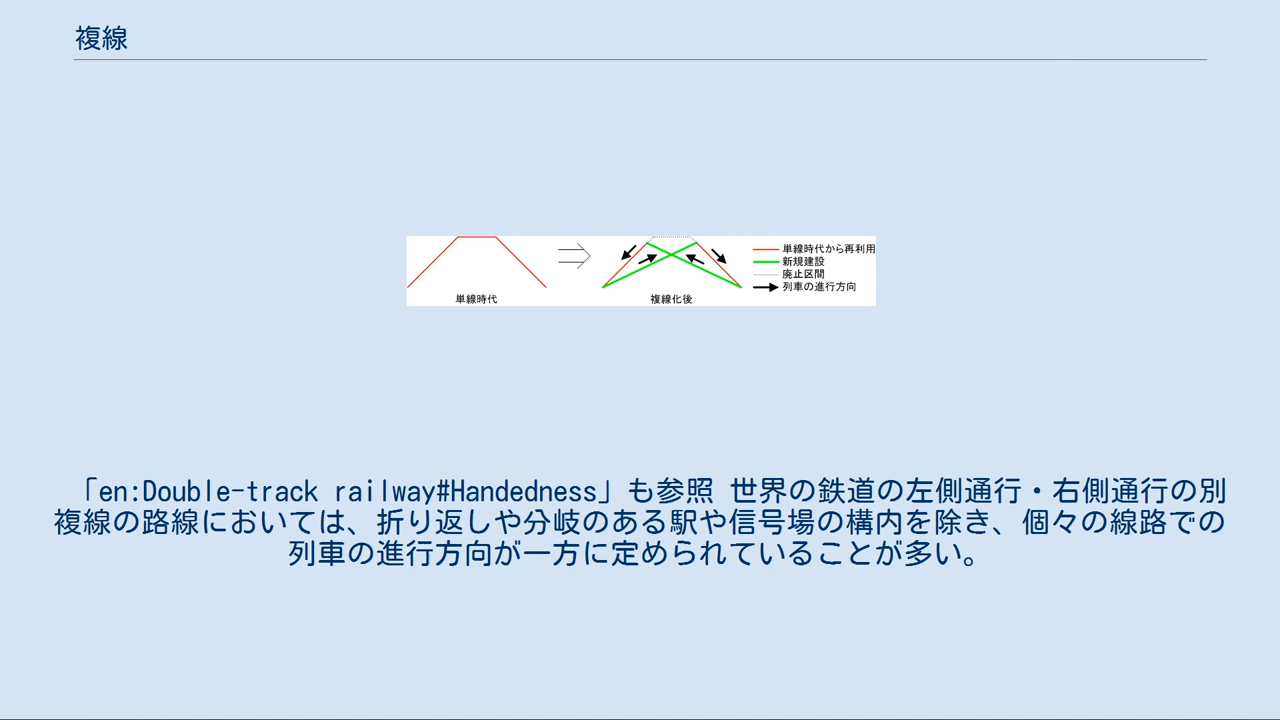 複線
単線時代
複線化後
単線時代から再利用
新規建設
廃止区間
列車の進行方向
「en:Double-track railway#Handedness」も参照 世界の鉄道の左側通行・右側通行の別
複線の路線においては、折り返しや分岐のある駅や信号場の構内を除き、個々の線路での
列車の進行方向が一方に定められていることが多い。